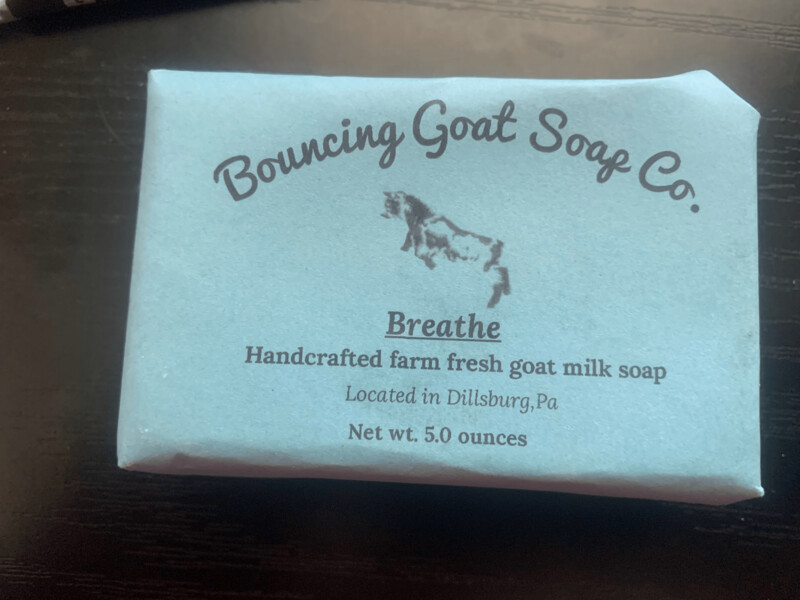 Bouncing Goat Soap Co.
Breathe
Handcrafted farm fresh goat milk soap
Located in Dillsburg,Pa
Net wt. 5.0 ounces